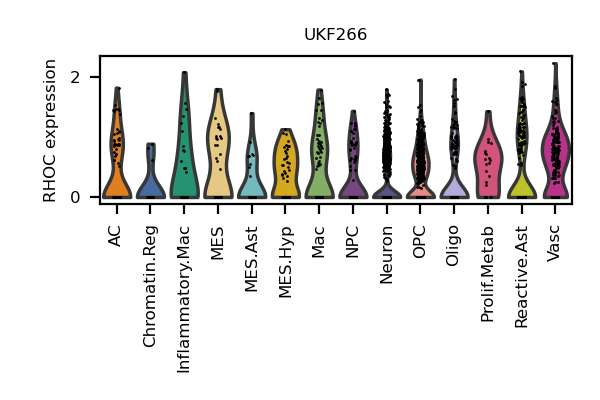 UKF266
RHOC expression
2
0
AC
Chromatin.Reg
Inflammatory.Mac
MES
MES.Ast
MES.Hyp
Mac
NPC
Neuron
OPC
Oligo
Prolif.Metab
Reactive.Ast
Vasc